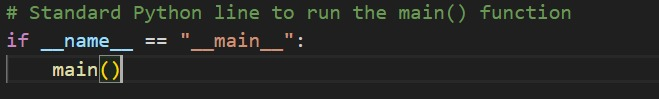 # Standard Python line to run the main() function
if __name__ == "__main__":
    main()